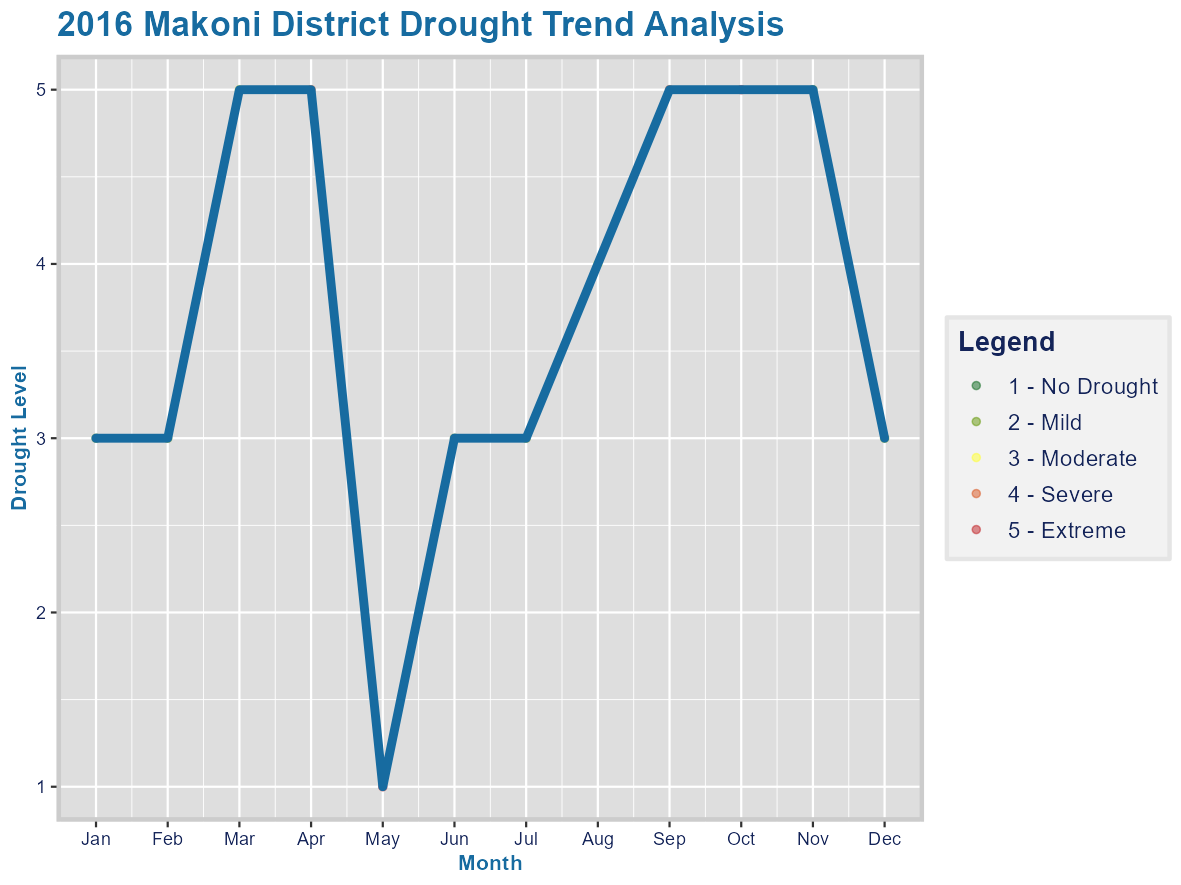 2016 Makoni District Drought Trend Analysis
Drought Level
5
4
3
2
1
Jan Feb Mar Apr May Jun Jul Aug Sep Oct Nov Dec
Month
Legend
1 - No Drought
2 - Mild
3 - Moderate
4 - Severe
5 - Extreme